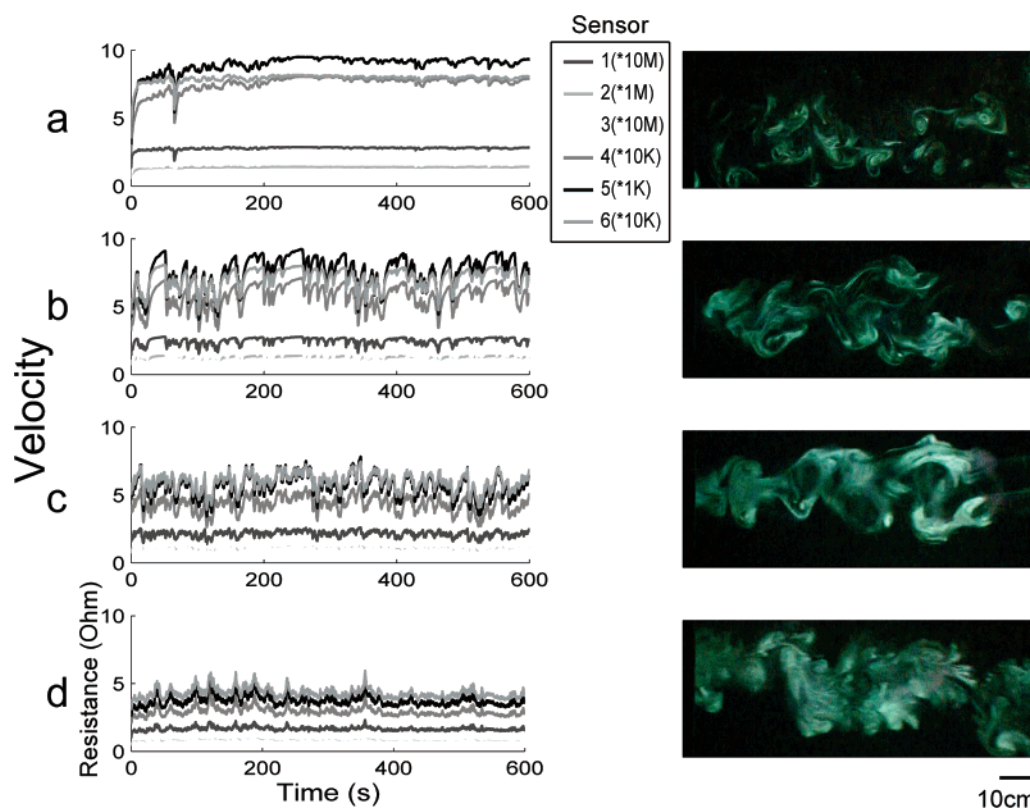 Sensor
1(*10M)
2(*1M)
3(*10M)
4(*10K)
5(*1K)
6(*10K)
Velocity
a
10
5
0
0 200 400 600
b
10
5
0
0 200 400 600
c
10
5
0
0 200 400 600
d
Resistance (Ohm)
10
5
0
0 200 400 600
Time (s)
10cm